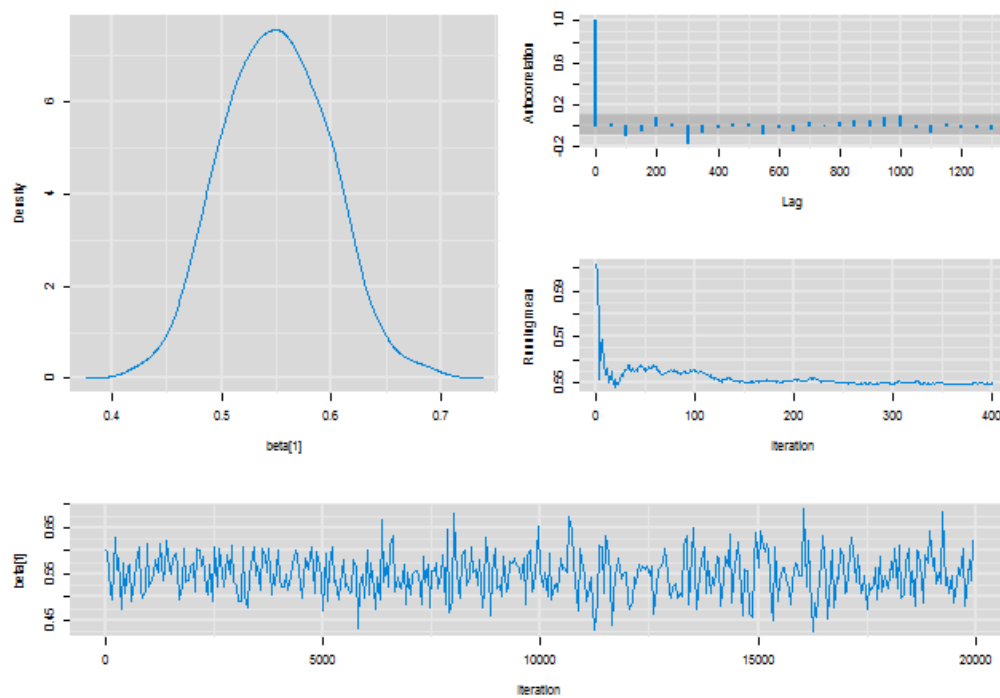 Density
0 2 4 6
0.4 0.5 0.6 0.7
beta[1]
Autocorrelation
-0.2 0.2 0.6 1.0
0 200 400 600 800 1000 1200
Lag
Running mean
0.55 0.57 0.59
0 100 200 300 400
Iteration
beta[1]
0.45 0.55 0.65
0 5000 10000 15000 20000
Iteration